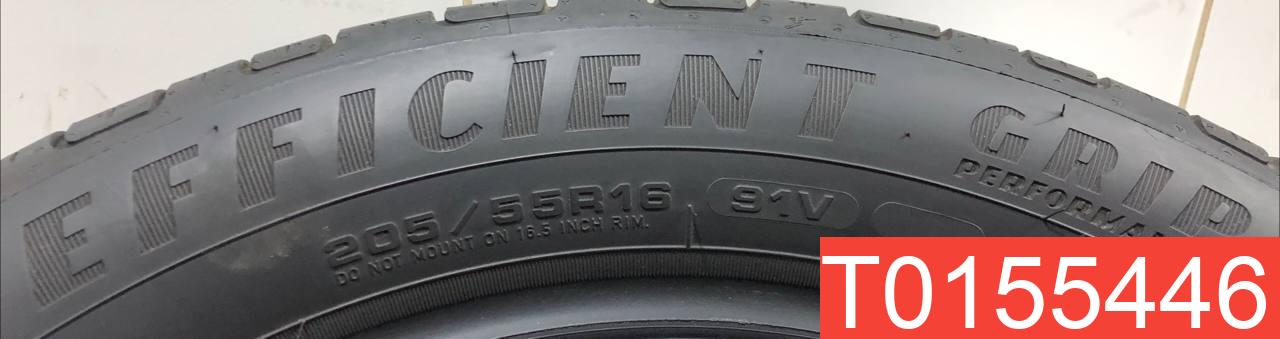 EFFICIENT GRIP
PERFORMA
205/55R16 91V
DO NOT MOUNT ON 16.5 INCH RIM.
T0155446